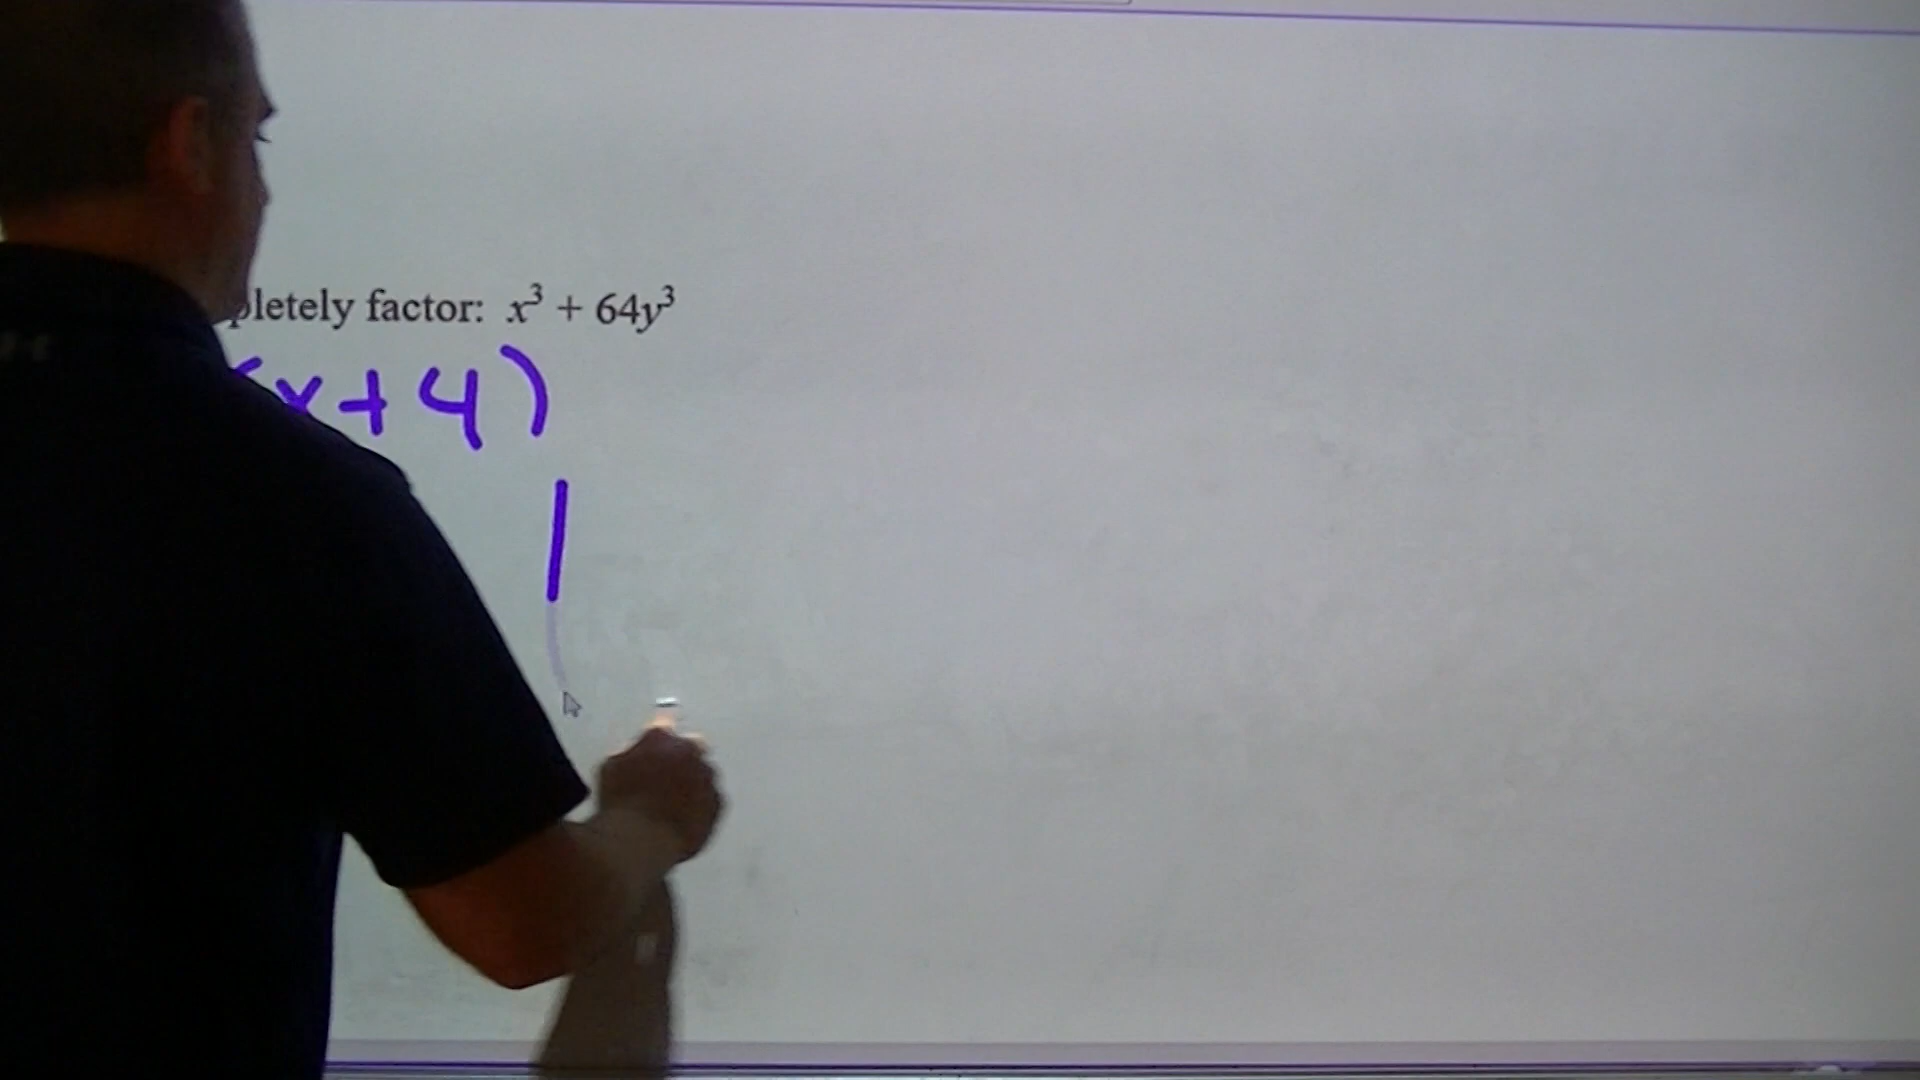 pletely factor: x³ + 64y³
(x+4)